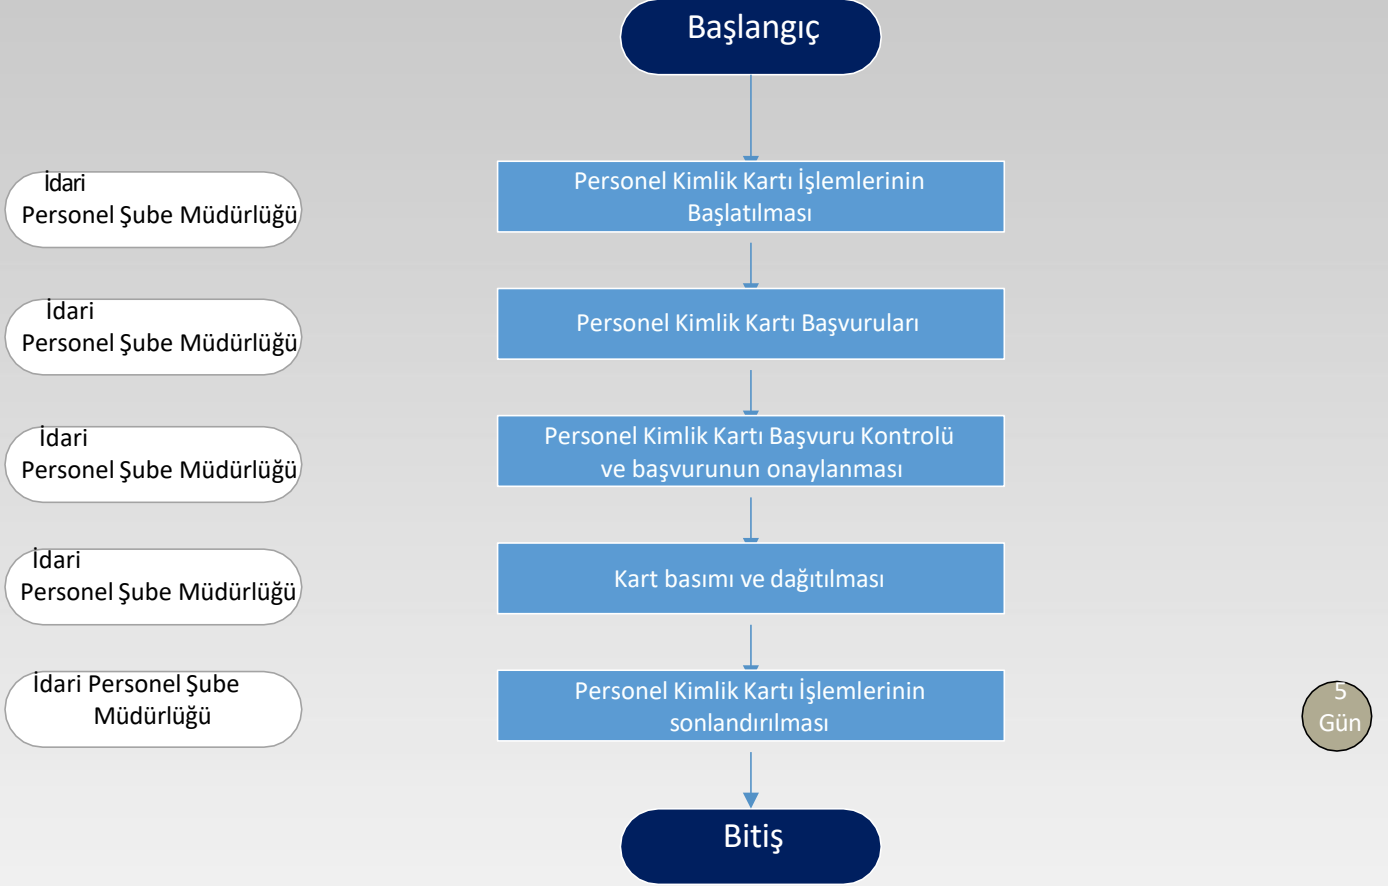 Başlangıç
İdari
Personel Şube Müdürlüğü
Personel Kimlik Kartı İşlemlerinin
Başlatılması
İdari
Personel Şube Müdürlüğü
Personel Kimlik Kartı Başvuruları
İdari
Personel Şube Müdürlüğü
Personel Kimlik Kartı Başvuru Kontrolü
ve başvurunun onaylanması
İdari
Personel Şube Müdürlüğü
Kart basımı ve dağıtılması
İdari Personel Şube
Müdürlüğü
Personel Kimlik Kartı İşlemlerinin
sonlandırılması
5
Gün
Bitiş